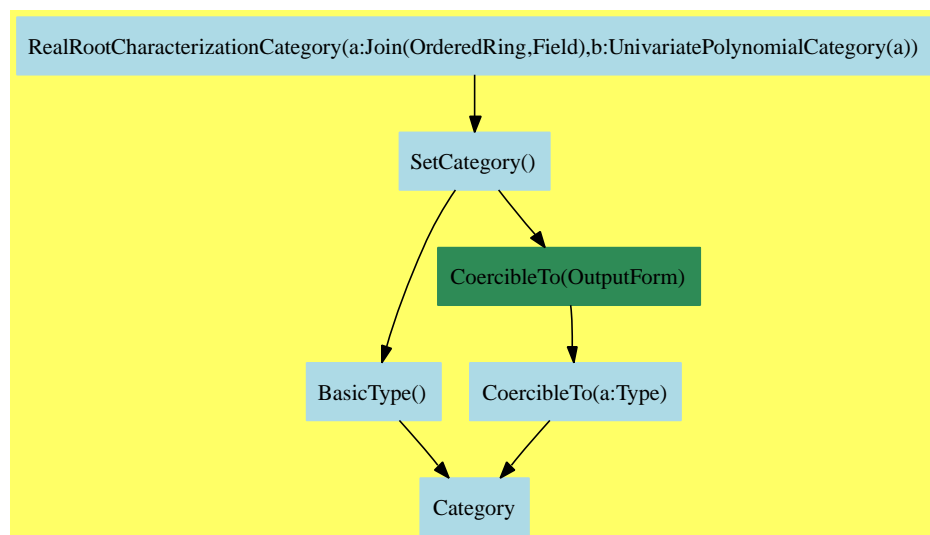 RealRootCharacterizationCategory(a:Join(OrderedRing,Field),b:UnivariatePolynomialCategory(a))
SetCategory()
CoercibleTo(OutputForm)
BasicType()
CoercibleTo(a:Type)
Category